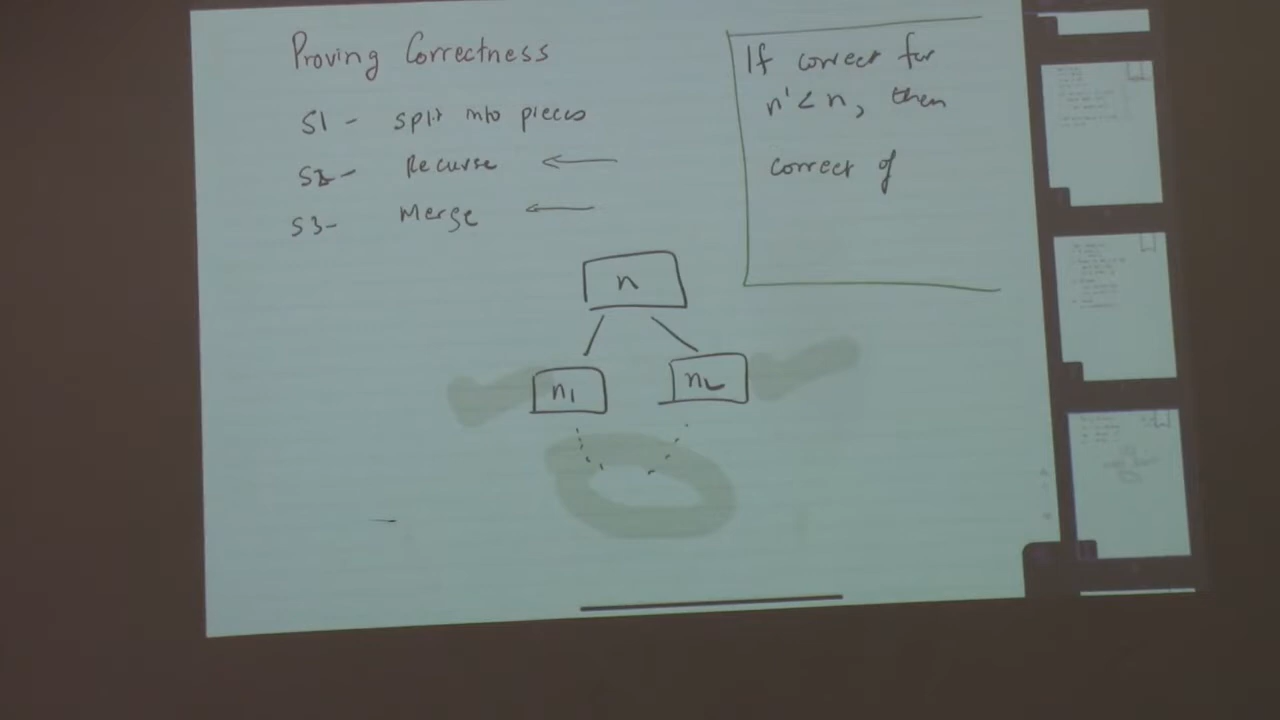 Proving Correctness
S1 - split into pieces
S2 - Recurse
S3 - Merge
If correct for
n' < n, then
correct of
n
n1
n2